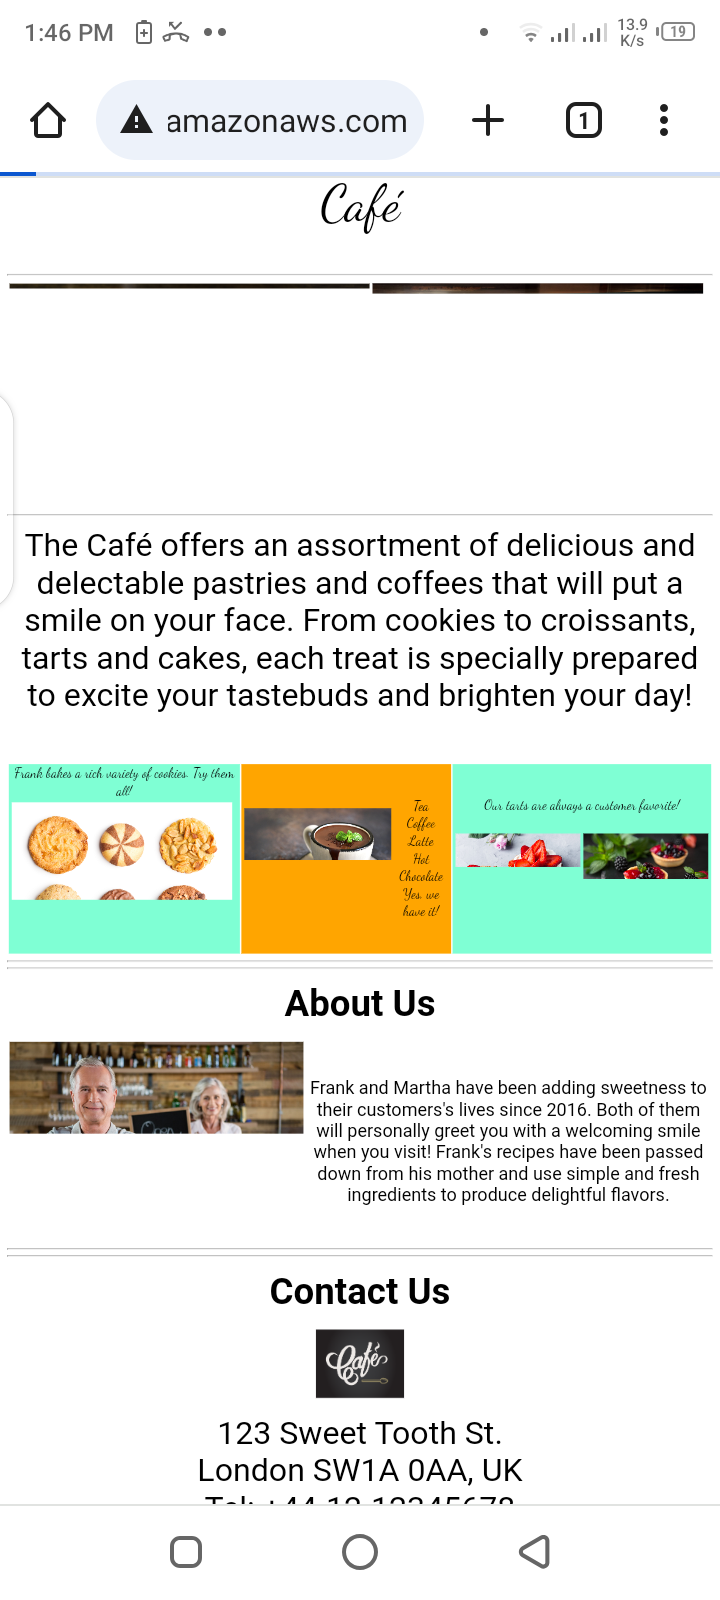 1:46 PM
13.9
K/s
19
amazonaws.com
1
Café
The Café offers an assortment of delicious and
delectable pastries and coffees that will put a
smile on your face. From cookies to croissants,
tarts and cakes, each treat is specially prepared
to excite your tastebuds and brighten your day!
Frank bakes a rich variety of cookies. Try them
all!
Tea
Coffee
Latte
Hot
Chocolate
Yes, we
have it!
Our tarts are always a customer favorite!
About Us
Open
Frank and Martha have been adding sweetness to
their customers's lives since 2016. Both of them
will personally greet you with a welcoming smile
when you visit! Frank's recipes have been passed
down from his mother and use simple and fresh
ingredients to produce delightful flavors.
Contact Us
Café
123 Sweet Tooth St.
London SW1A 0AA, UK
Tel: +44 12 12345678